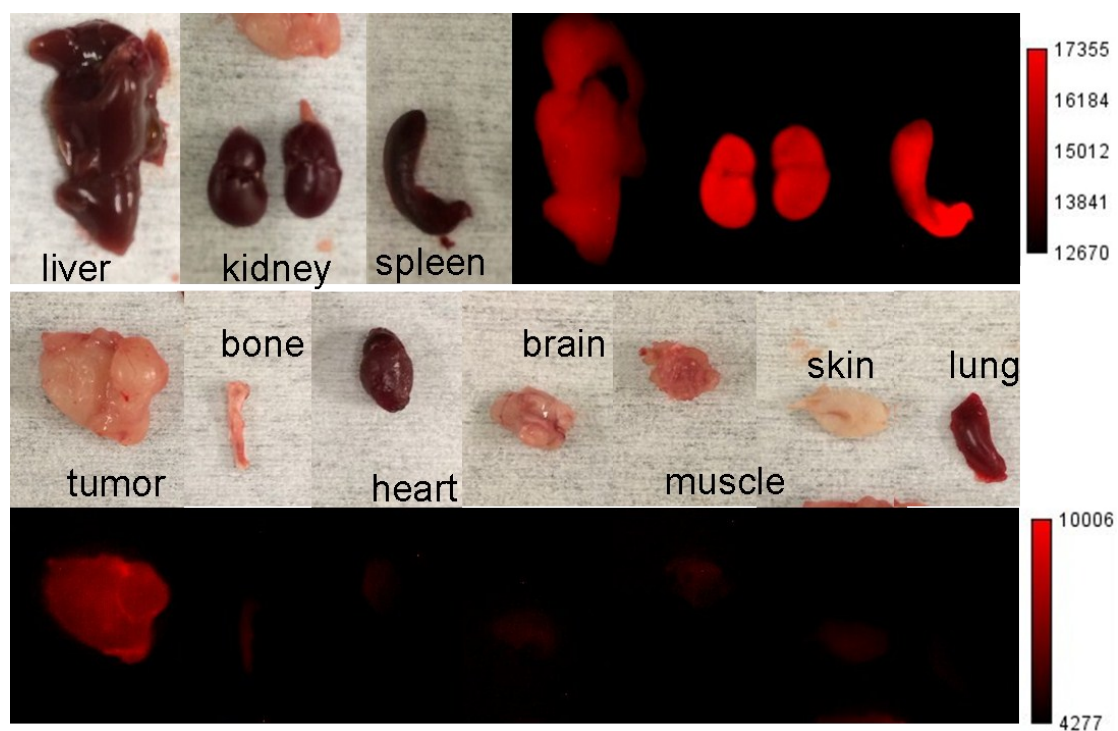 liver
kidney
spleen
17355
16184
15012
13841
12670
bone
brain
skin
lung
tumor
heart
muscle
10006
4277